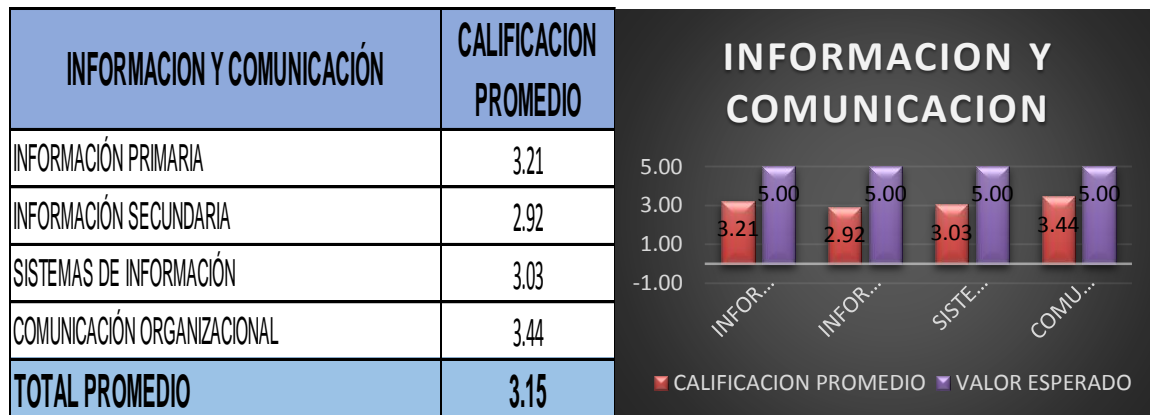 INFORMACION Y COMUNICACIÓN
CALIFICACION
PROMEDIO
INFORMACIÓN PRIMARIA 3.21
INFORMACIÓN SECUNDARIA 2.92
SISTEMAS DE INFORMACIÓN 3.03
COMUNICACIÓN ORGANIZACIONAL 3.44
TOTAL PROMEDIO 3.15
INFORMACION Y
COMUNICACION
5.00
3.00
1.00
-1.00
3.21 5.00 2.92 5.00 3.03 5.00 3.44 5.00
INFOR... INFOR... SISTE... COMU...
CALIFICACION PROMEDIO VALOR ESPERADO